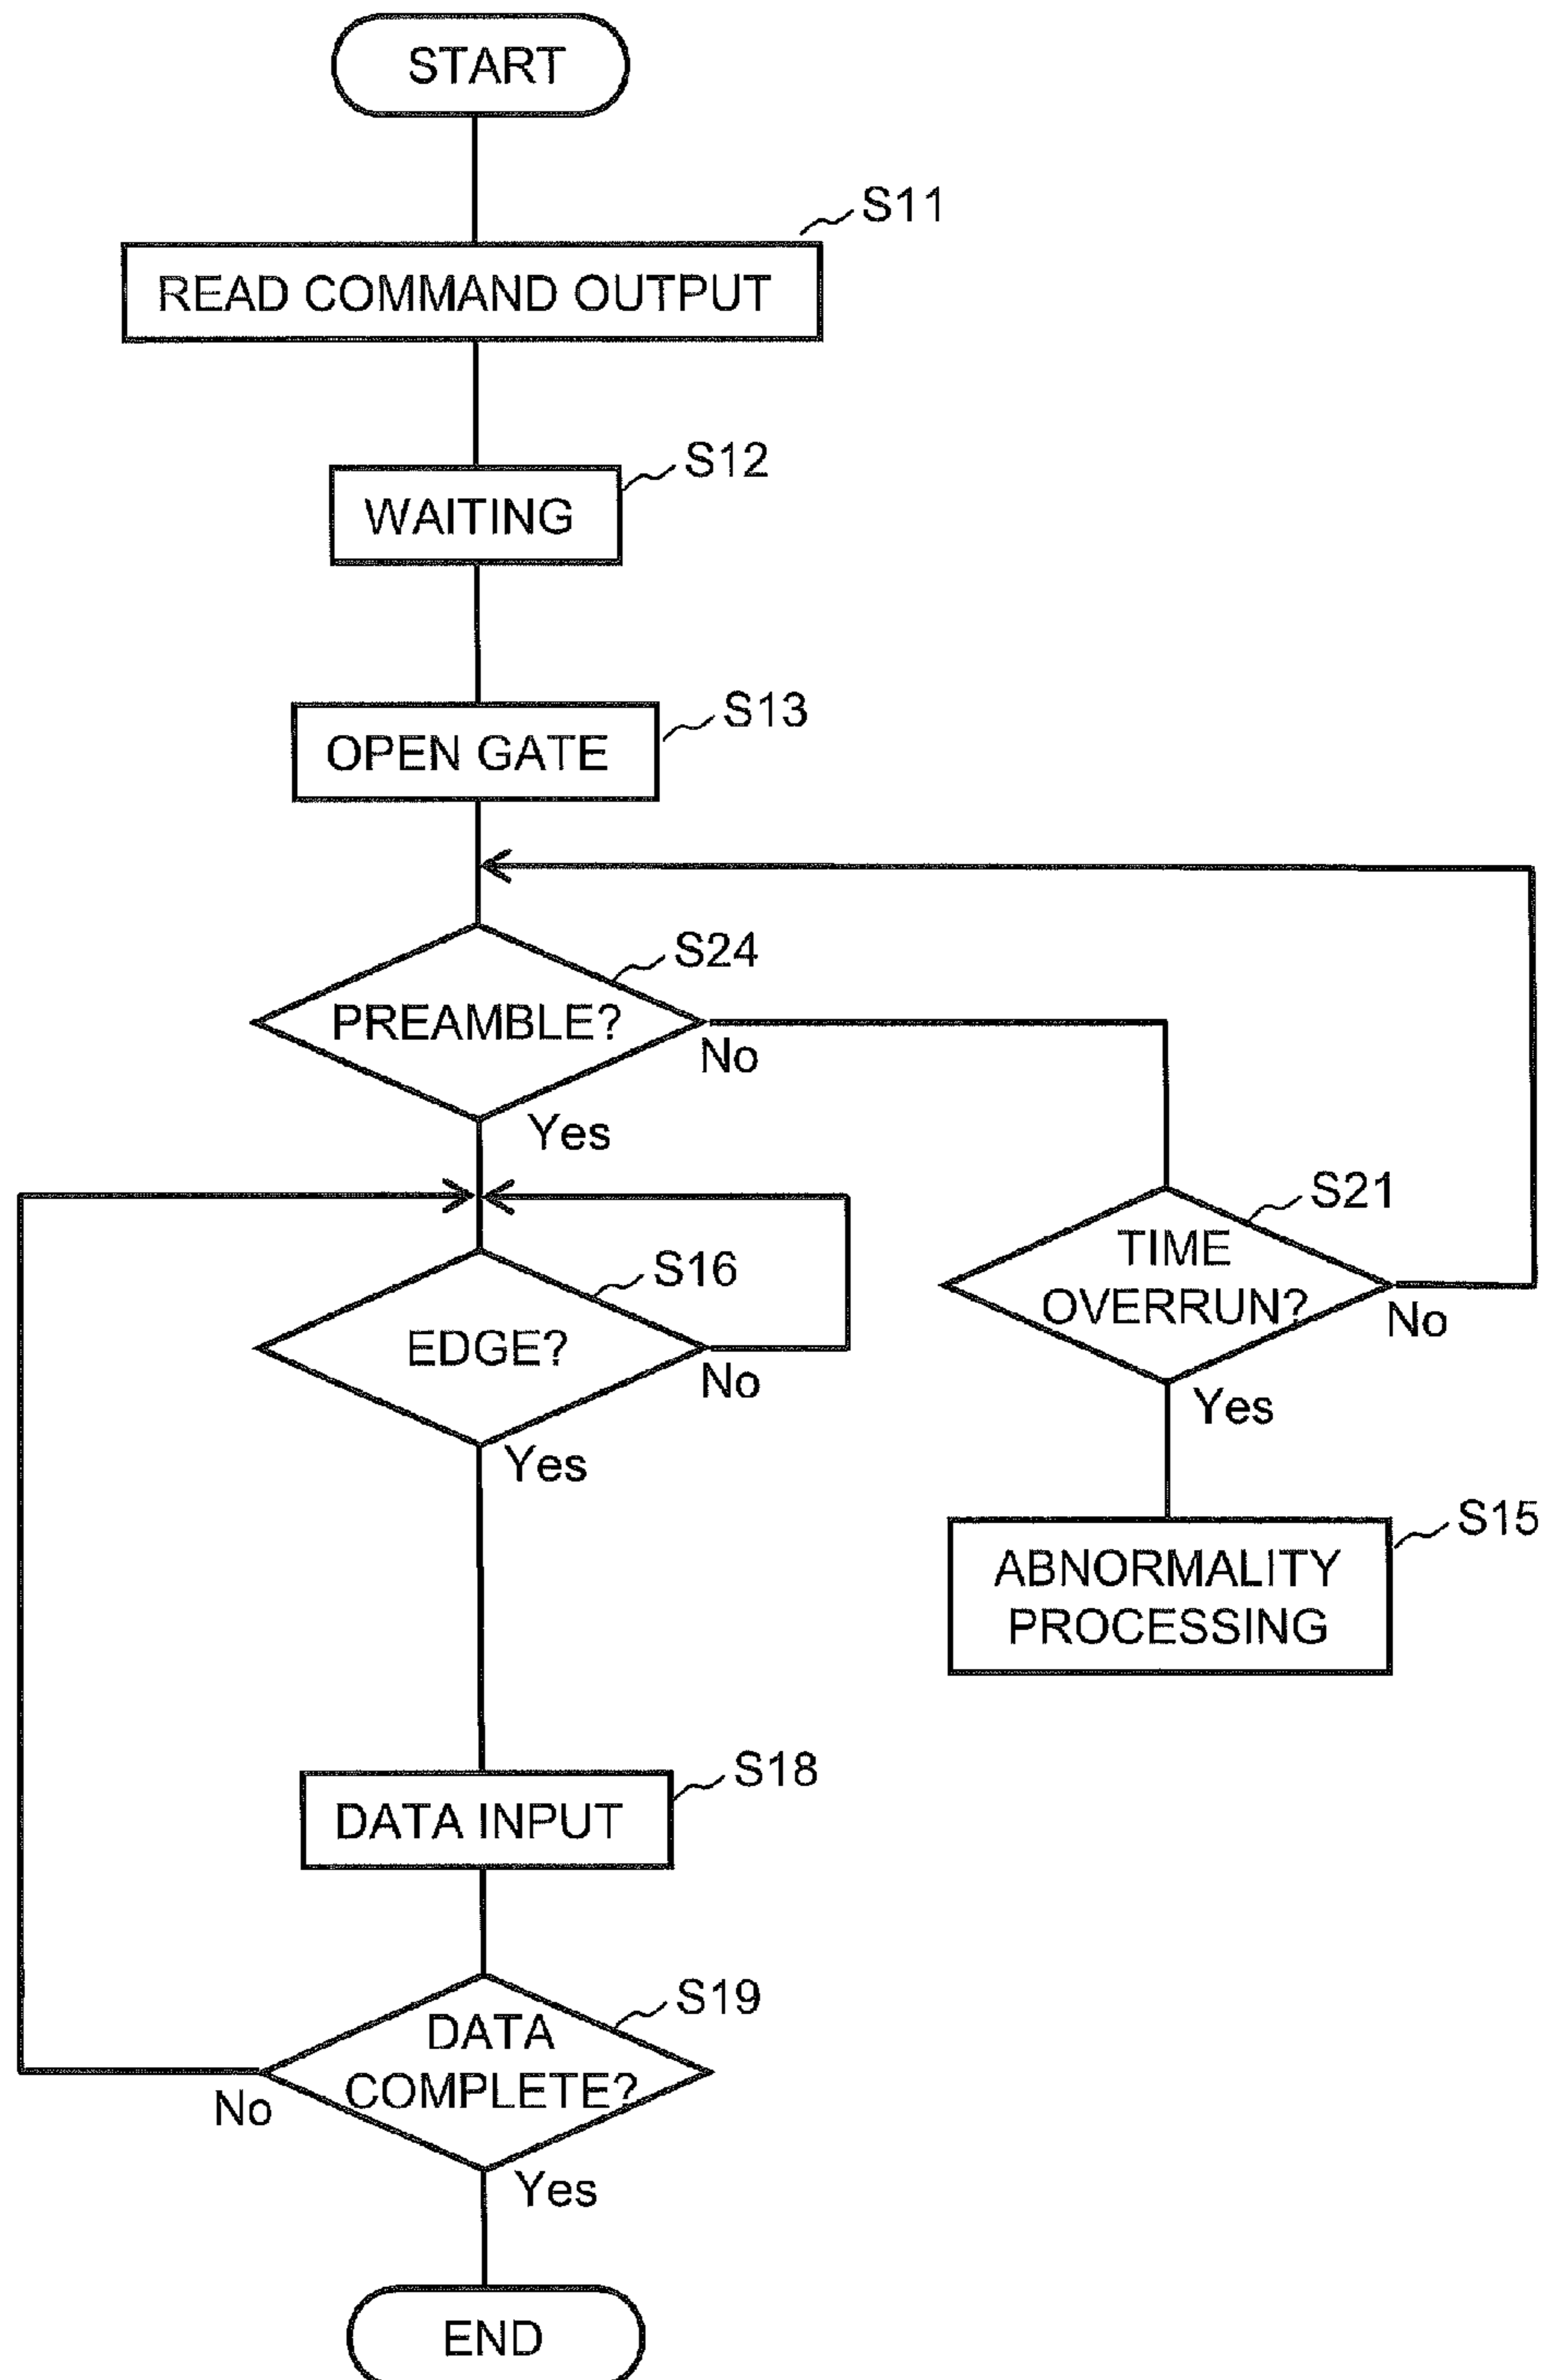 START
S11
READ COMMAND OUTPUT
S12
WAITING
S13
OPEN GATE
S24
PREAMBLE?
No
Yes
S21
TIME
OVERRUN?
No
Yes
S16
EDGE?
No
Yes
S15
ABNORMALITY
PROCESSING
S18
DATA INPUT
S19
DATA
COMPLETE?
No
Yes
END